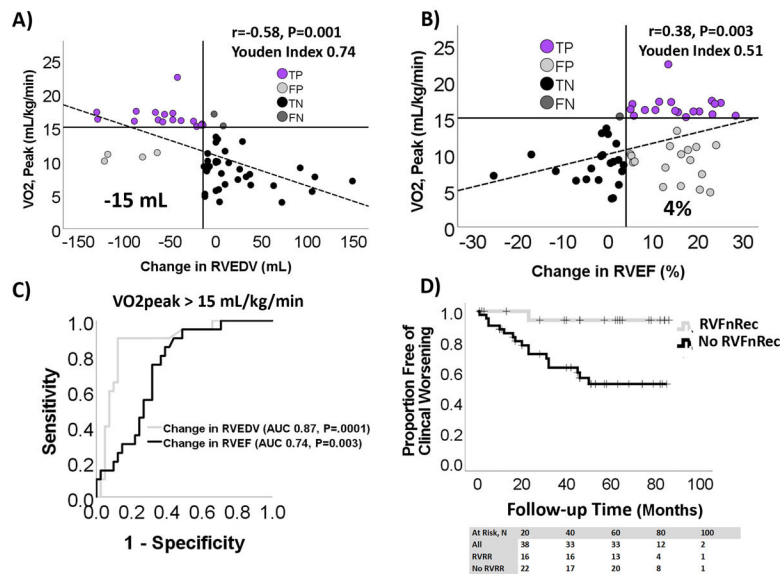 A)
r=-0.58, P=0.001
Youden Index 0.74
TP
FP
TN
FN
VO2, Peak (mL/kg/min)
30
25
20
15
10
5
0
-15 mL
-150 -100 -50 0 50 100 150
Change in RVEDV (mL)
B)
r=0.38, P=0.003
Youden Index 0.51
TP
FP
TN
FN
VO2, Peak (mL/kg/min)
30
25
20
15
10
5
0
4%
-30 -20 -10 0 10 20 30
Change in RVEF (%)
C)
VO2peak > 15 mL/kg/min
Sensitivity
1.0
0.8
0.6
0.4
0.2
0.0
Change in RVEDV (AUC 0.87, P=.0001)
Change in RVEF (AUC 0.74, P=0.003)
0.0 0.2 0.4 0.6 0.8 1.0
1 - Specificity
D)
Proportion Free of
Clincal Worsening
1.0
0.8
0.6
0.4
0.2
0.0
RVFnRec
No RVFnRec
0 20 40 60 80 100
Follow-up Time (Months)
At Risk, N 20 40 60 80 100
All 38 33 33 12 2
RVRR 16 16 13 4 1
No RVRR 22 17 20 8 1